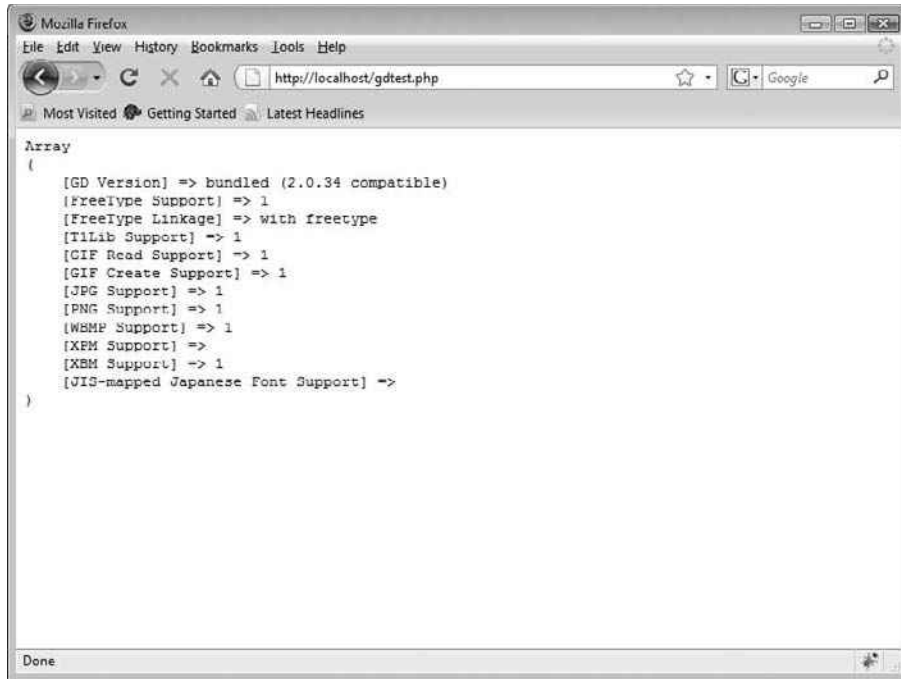 Mozilla Firefox
File Edit View History Bookmarks Tools Help
http://localhost/gdtest.php
G Google
Most Visited Getting Started Latest Headlines
Array
(
[GD Version] => bundled (2.0.34 compatible)
[FreeType Support] => 1
[FreeType Linkage] => with freetype
[T1Lib Support] => 1
[GIF Read Support] => 1
[GIF Create Support] => 1
[JPG Support] => 1
[PNG Support] => 1
[WBMP Support] => 1
[XPM Support] =>
[XBM Support] => 1
[JIS-mapped Japanese Font Support] =>
)
Done